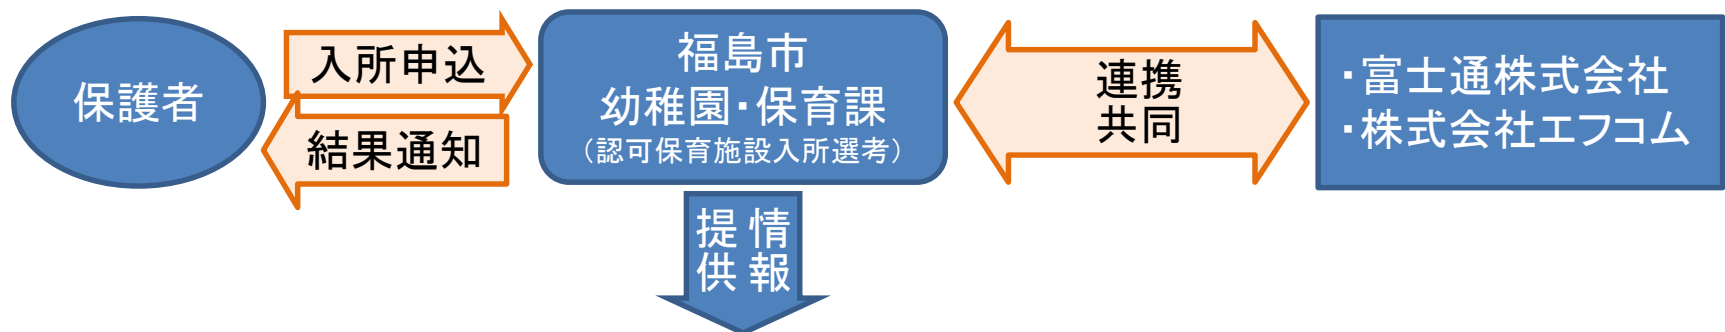 保護者
入所申込
結果通知
福島市
幼稚園・保育課
（認可保育施設入所選考）
連携
共同
・富士通株式会社
・株式会社エフコム
情報
提供